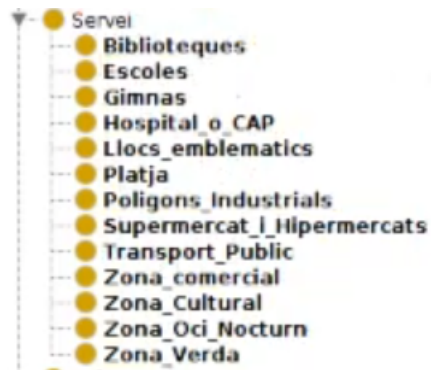 Servei
Biblioteques
Escoles
Gimnas
Hospital_o_CAP
Llocs_emblematics
Platja
Poligons_Industrials
Supermercat_i_Hipermercats
Transport_Public
Zona_comercial
Zona_Cultural
Zona_Oci_Nocturn
Zona_Verda